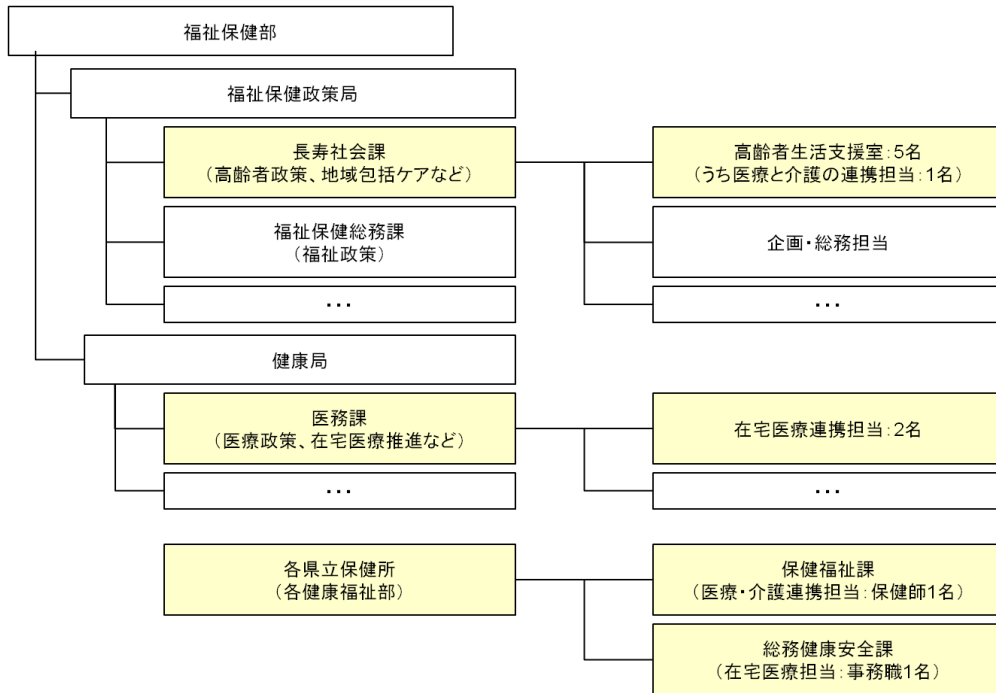 福祉保健部
福祉保健政策局
長寿社会課
（高齢者政策、地域包括ケアなど）
高齢者生活支援室：5名
（うち医療と介護の連携担当：1名）
福祉保健総務課
（福祉政策）
企画・総務担当
・・・
・・・
健康局
医務課
（医療政策、在宅医療推進など）
在宅医療連携担当：2名
・・・
・・・
各県立保健所
（各健康福祉部）
保健福祉課
（医療・介護連携担当：保健師1名）
総務健康安全課
（在宅医療担当：事務職1名）